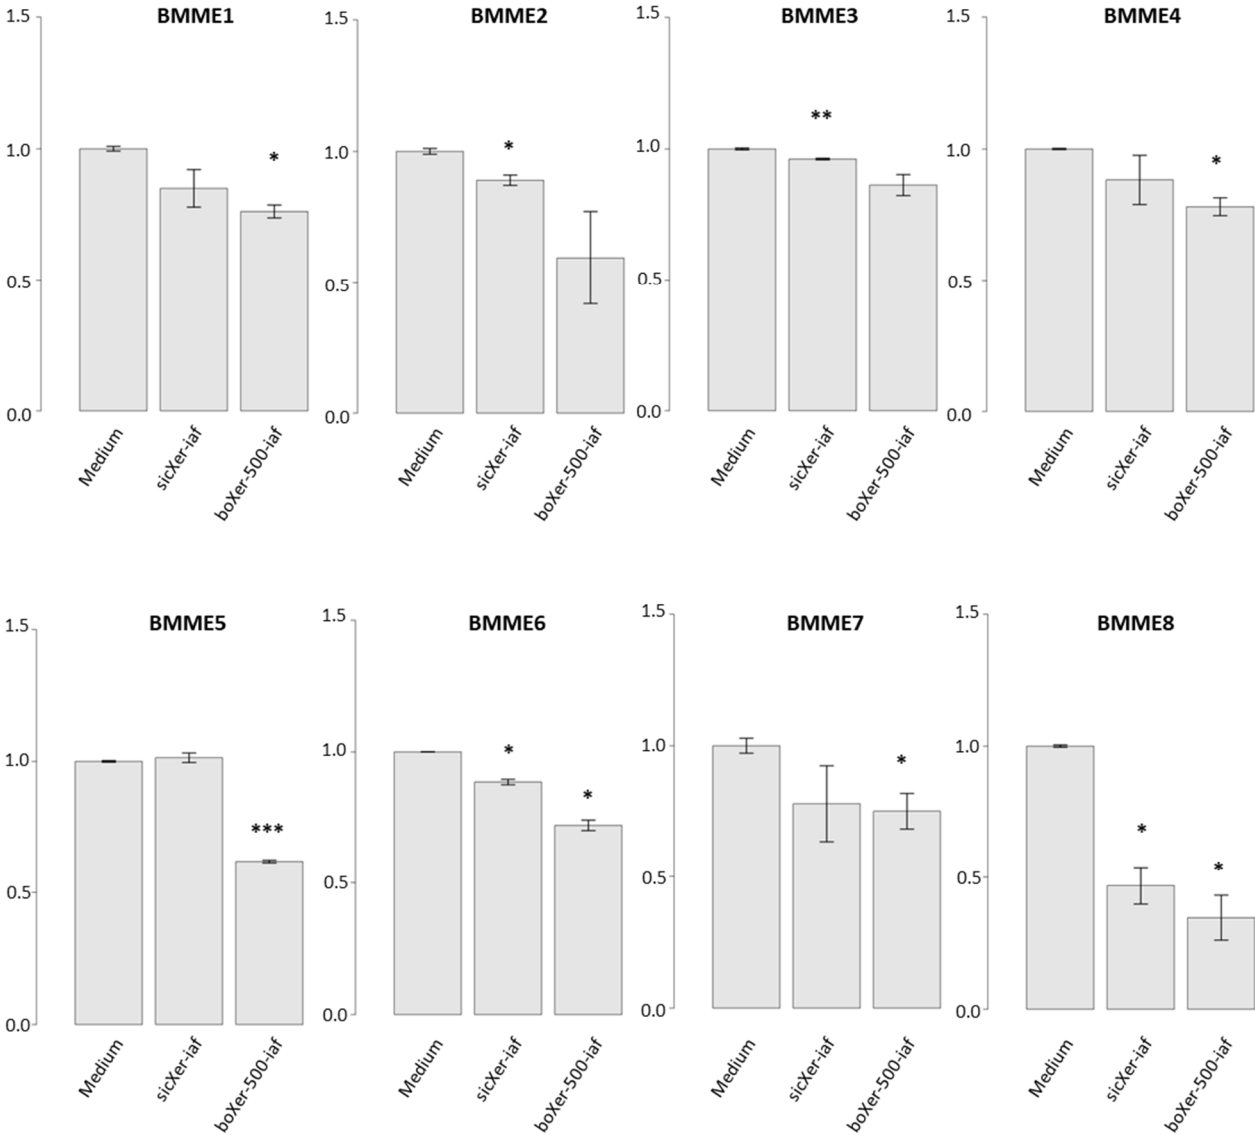 BMME1
1.5
1.0
0.5
0.0
*
Medium
sicXer-iaf
boXer-500-iaf
BMME2
1.5
1.0
0.5
0.0
*
Medium
sicXer-iaf
boXer-500-iaf
BMME3
1.5
1.0
0.5
0.0
**
Medium
sicXer-iaf
boXer-500-iaf
BMME4
1.5
1.0
0.5
0.0
*
Medium
sicXer-iaf
boXer-500-iaf
BMME5
1.5
1.0
0.5
0.0
***
Medium
sicXer-iaf
boXer-500-iaf
BMME6
1.5
1.0
0.5
0.0
*
*
Medium
sicXer-iaf
boXer-500-iaf
BMME7
1.5
1.0
0.5
0.0
*
Medium
sicXer-iaf
boXer-500-iaf
BMME8
1.5
1.0
0.5
0.0
*
*
Medium
sicXer-iaf
boXer-500-iaf